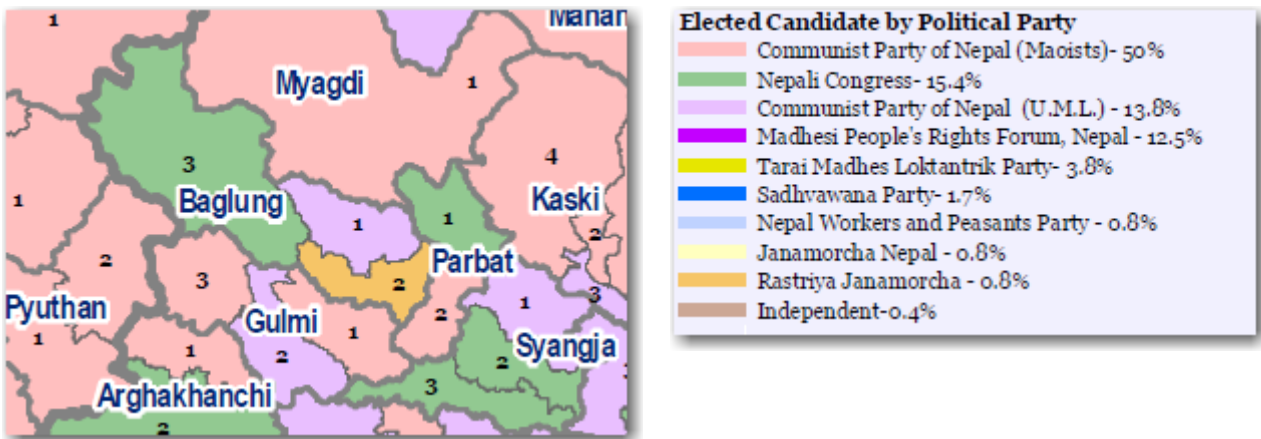 1
Myagdi
1
3
4
Baglung
Kaski
1
1
1
1
2
2
2
Parbat
3
Pyuthan
3
1
2
Gulmi
1
1
Syangja
1
2
2
Arghakhanchi
3
2
Elected Candidate by Political Party
Communist Party of Nepal (Maoists)- 50%
Nepali Congress- 15.4%
Communist Party of Nepal (U.M.L.) - 13.8%
Madhesi People's Rights Forum, Nepal - 12.5%
Tarai Madhes Loktantrik Party- 3.8%
Sadhvawana Party- 1.7%
Nepal Workers and Peasants Party - 0.8%
Janamorcha Nepal - 0.8%
Rastriya Janamorcha - 0.8%
Independent-0.4%